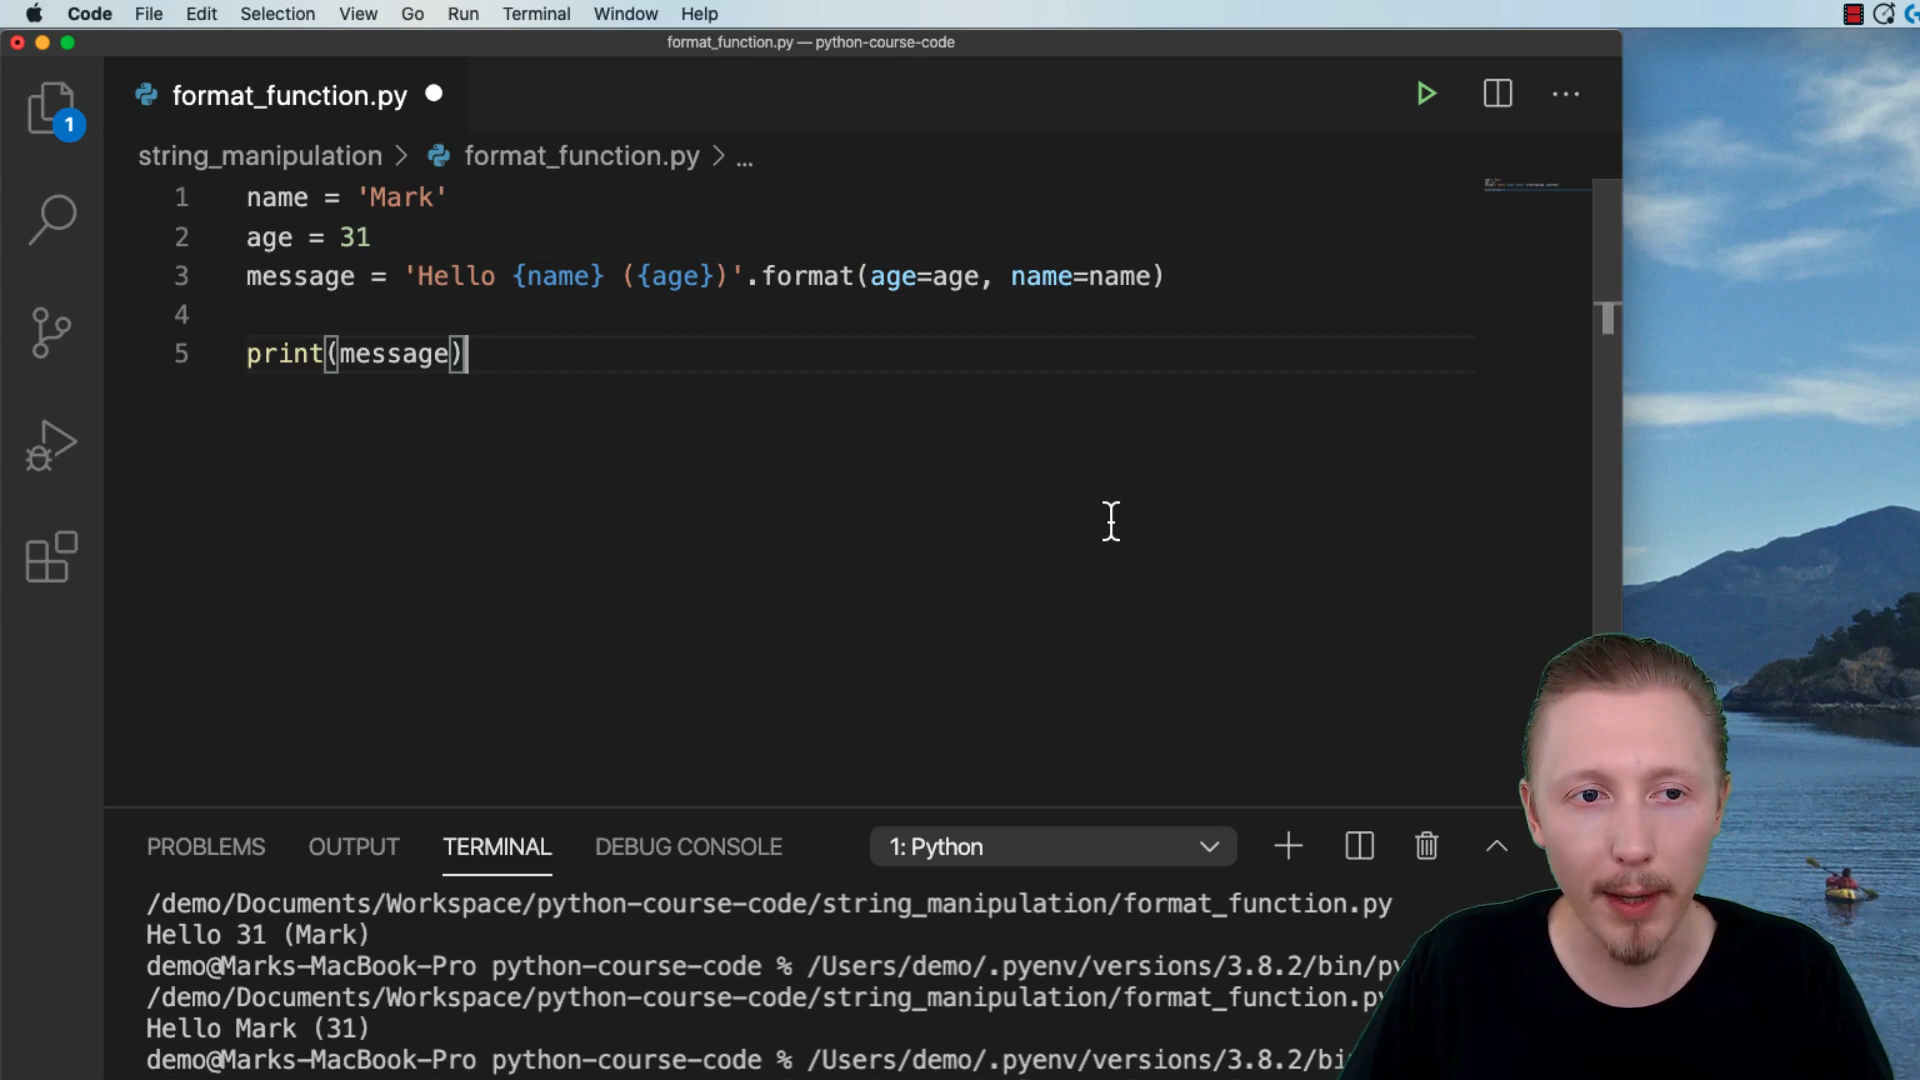 Code File Edit Selection View Go Run Terminal Window Help
format_function.py — python-course-code
1
format_function.py
string_manipulation > format_function.py > ...
1 name = 'Mark'
2 age = 31
3 message = 'Hello {name} ({age})'.format(age=age, name=name)
4
5 print(message)
PROBLEMS OUTPUT TERMINAL DEBUG CONSOLE 1: Python
/demo/Documents/Workspace/python-course-code/string_manipulation/format_function.py
Hello 31 (Mark)
demo@Marks-MacBook-Pro python-course-code % /Users/demo/.pyenv/versions/3.8.2/bin/py
/demo/Documents/Workspace/python-course-code/string_manipulation/format_function.py
Hello Mark (31)
demo@Marks-MacBook-Pro python-course-code % /Users/demo/.pyenv/versions/3.8.2/bi